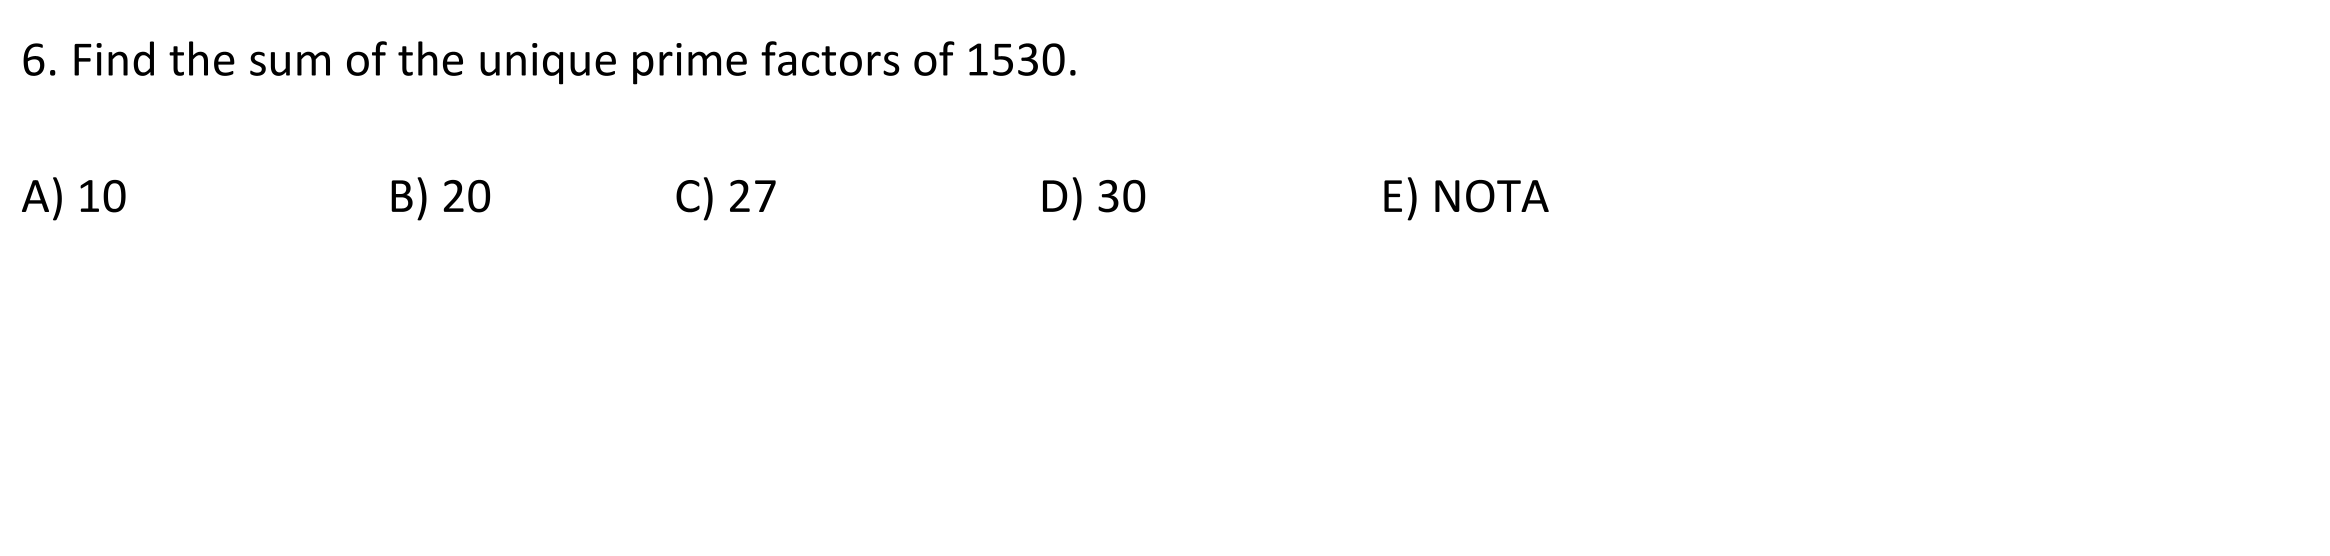 6. Find the sum of the unique prime factors of 1530.
A) 10 B) 20 C) 27 D) 30 E) NOTA